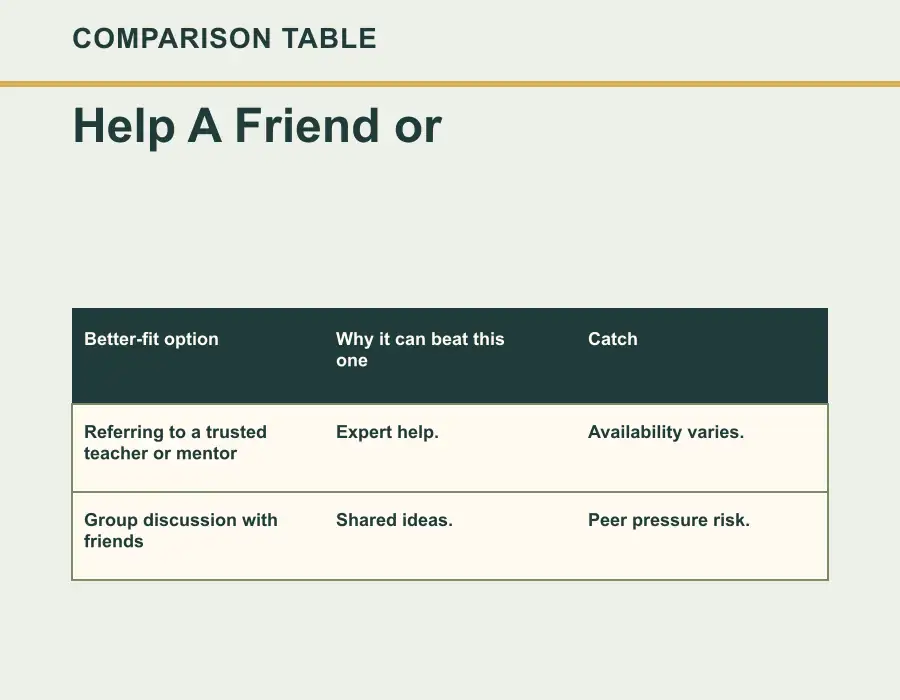 COMPARISON TABLE
Help A Friend or
Better-fit option
Why it can beat this
one
Catch
Referring to a trusted
teacher or mentor
Expert help.
Availability varies.
Group discussion with
friends
Shared ideas.
Peer pressure risk.